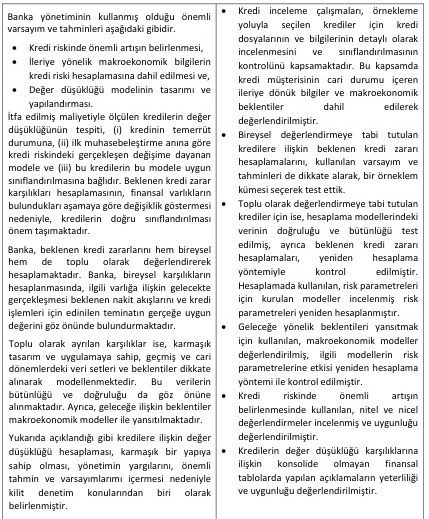 Banka yönetiminin kullanmış olduğu önemli
varsayım ve tahminleri aşağıdaki gibidir.
• Kredi riskinde önemli artışın belirlenmesi,
• İleriye yönelik makroekonomik bilgilerin
kredi riski hesaplamasına dahil edilmesi ve,
• Değer düşüklüğü modelinin tasarımı ve
yapılandırması.
İtfa edilmiş maliyetiyle ölçülen kredilerin değer
düşüklüğünün tespiti, (i) kredinin temerrüt
durumuna, (ii) ilk muhasebeleştirme anına göre
kredi riskindeki gerçekleşen değişime dayanan
modele ve (iii) bu kredilerin bu modele uygun
sınıflandırılmasına bağlıdır. Beklenen kredi zarar
karşılıkları hesaplamasının, finansal varlıkların
bulundukları aşamaya göre değişiklik göstermesi
nedeniyle, kredilerin doğru sınıflandırılması
önem taşımaktadır.
Banka, beklenen kredi zararlarını hem bireysel
hem de toplu olarak değerlendirerek
hesaplamaktadır. Banka, bireysel karşılıkların
hesaplanmasında, ilgili varlığa ilişkin gelecekte
gerçekleşmesi beklenen nakit akışlarını ve kredi
işlemleri için edinilen teminatın gerçeğe uygun
değerini göz önünde bulundurmaktadır.
Toplu olarak ayrılan karşılıklar ise, karmaşık
tasarım ve uygulamaya sahip, geçmiş ve cari
dönemlerdeki veri setleri ve beklentiler dikkate
alınarak modellenmektedir. Bu verilerin
bütünlüğü ve doğruluğu da göz önüne
alınmaktadır. Ayrıca, geleceğe ilişkin beklentiler
makroekonomik modeller ile yansıtılmaktadır.
Yukarıda açıklandığı gibi kredilere ilişkin değer
düşüklüğü hesaplaması, karmaşık bir yapıya
sahip olması, yönetimin yargılarını, önemli
tahmin ve varsayımlarımı içermesi nedeniyle
kilit denetim konularından biri olarak
belirlenmiştir.
• Kredi inceleme çalışmaları, örnekleme
yoluyla seçilen krediler için kredi
dosyalarının ve bilgilerinin detaylı olarak
incelenmesini ve sınıflandırılmasının
kontrolünü kapsamaktadır. Bu kapsamda
kredi müşterisinin cari durumu içeren
ileriye dönük bilgiler ve makroekonomik
beklentiler dahil edilerek
değerlendirilmiştir.
• Bireysel değerlendirmeye tabi tutulan
kredilere ilişkin beklenen kredi zararı
hesaplamalarını, kullanılan varsayım ve
tahminleri de dikkate alarak, bir örneklem
kümesi seçerek test ettik.
• Toplu olarak değerlendirmeye tabi tutulan
krediler için ise, hesaplama modellerindeki
verinin doğruluğu ve bütünlüğü test
edilmiş, ayrıca beklenen kredi zararı
hesaplamaları, yeniden hesaplama
yöntemiyle kontrol edilmiştir.
Hesaplamada kullanılan, risk parametreleri
için kurulan modeller incelenmiş risk
parametreleri yeniden hesaplanmıştır.
• Geleceğe yönelik beklentileri yansıtmak
için kullanılan, makroekonomik modeller
değerlendirilmiş, ilgili modellerin risk
parametrelerine etkisi yeniden hesaplama
yöntemi ile kontrol edilmiştir.
• Kredi riskinde önemli artışın
belirlenmesinde kullanılan, nitel ve nicel
değerlendirmeler incelenmiş ve uygunluğu
değerlendirilmiştir.
• Kredilerin değer düşüklüğü karşılıklarına
ilişkin konsolide olmayan finansal
tablolarda yapılan açıklamaların yeterliliği
ve uygunluğu değerlendirilmiştir.